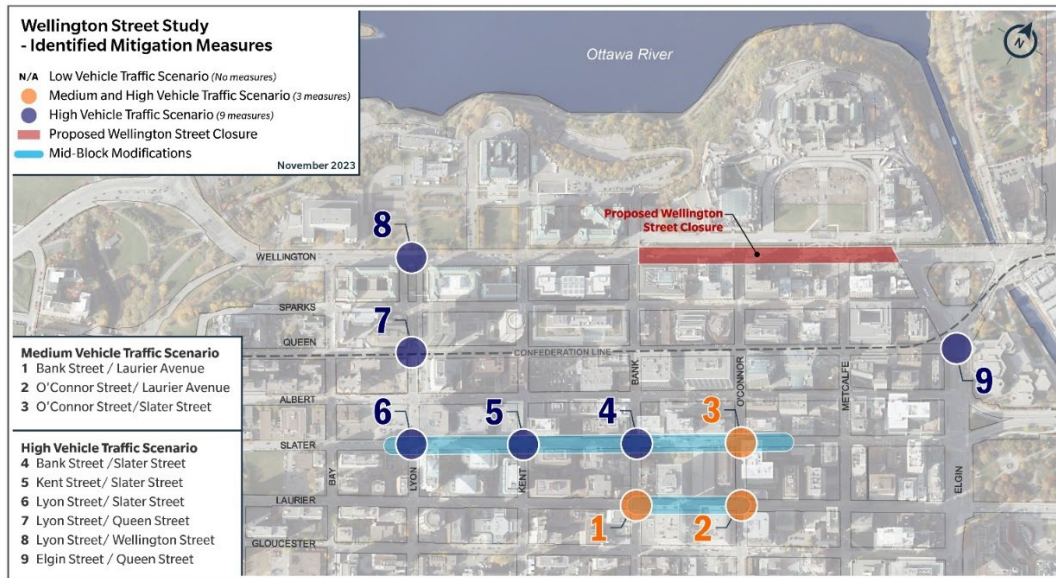 Wellington Street Study
- Identified Mitigation Measures
N/A Low Vehicle Traffic Scenario (No measures)
Medium and High Vehicle Traffic Scenario (3 measures)
High Vehicle Traffic Scenario (9 measures)
Proposed Wellington Street Closure
Mid-Block Modifications
November 2023
Ottawa River
N
Proposed Wellington
Street Closure
8
WELLINGTON
SPARKS
7
QUEEN
CONFEDERATION LINE
BANK
O'CONNOR
METCALFE
9
ALBERT
6
5
4
3
SLATER
BAY
LYON
KENT
ELGIN
LAURIER
1
2
GLOUCESTER
Medium Vehicle Traffic Scenario
1 Bank Street / Laurier Avenue
2 O'Connor Street/ Laurier Avenue
3 O'Connor Street/Slater Street
High Vehicle Traffic Scenario
4 Bank Street /Slater Street
5 Kent Street/ Slater Street
6 Lyon Street/ Slater Street
7 Lyon Street/ Queen Street
8 Lyon Street/ Wellington Street
9 Elgin Street/ Queen Street